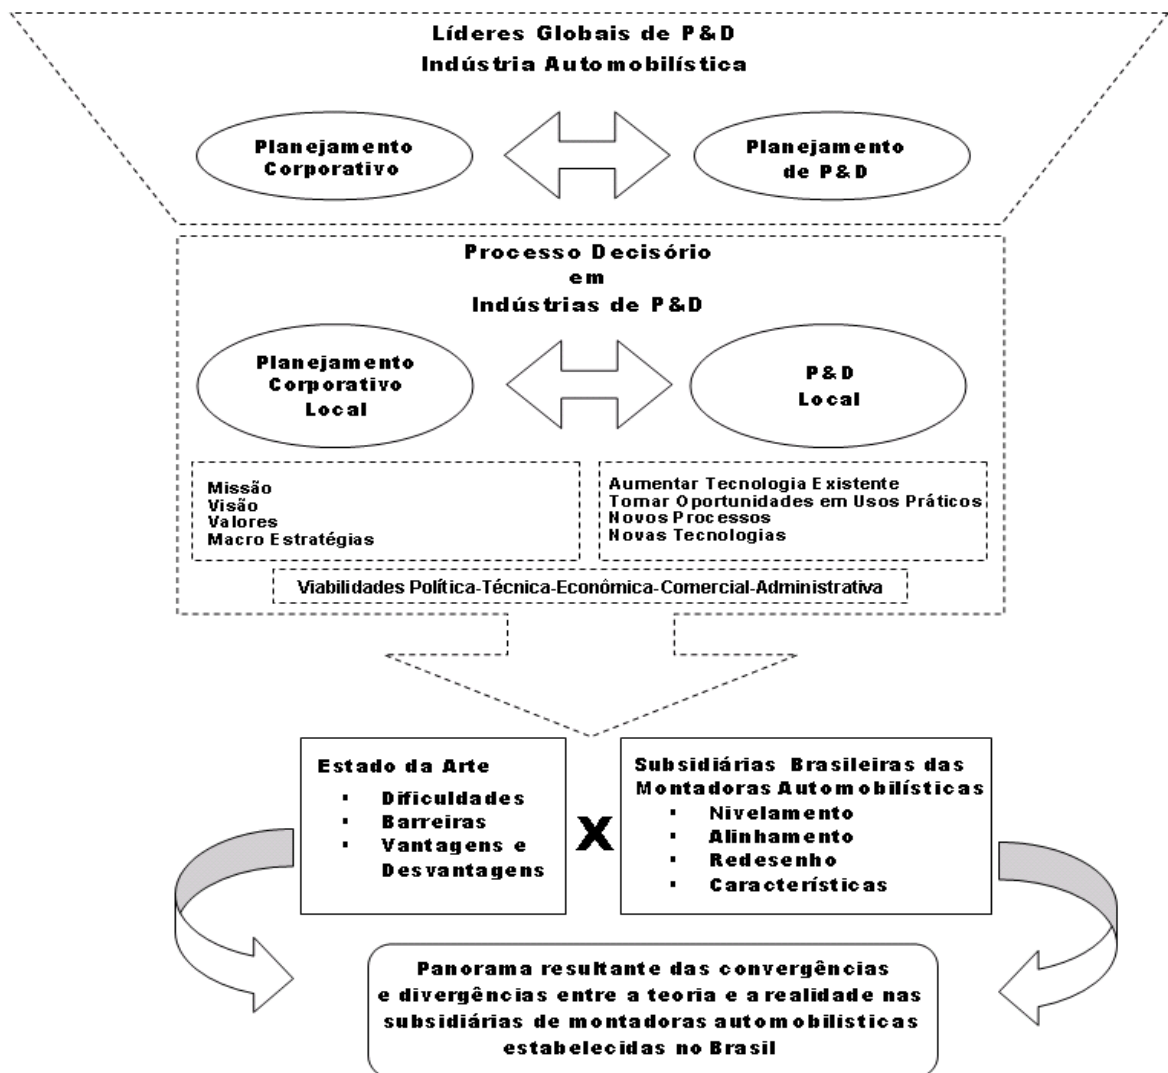 Líderes Globais de P&D
Indústria Automobilística
Planejamento
Corporativo
Planejamento
de P&D
Processo Decisório
em
Indústrias de P&D
Planejamento
Corporativo
Local
P&D
Local
Missão
Visão
Valores
Macro Estratégias
Aumentar Tecnologia Existente
Tomar Oportunidades em Usos Práticos
Novos Processos
Novas Tecnologias
Viabilidades Política-Técnica-Econômica-Comercial-Administrativa
Estado da Arte
▪ Dificuldades
▪ Barreiras
▪ Vantagens e
Desvantagens
X
Subsidiárias Brasileiras das
Montadoras Automobilísticas
▪ Nivelamento
▪ Alinhamento
▪ Redesenho
▪ Características
Panorama resultante das convergências
e divergências entre a teoria e a realidade nas
subsidiárias de montadoras automobilisticas
estabelecidas no Brasil